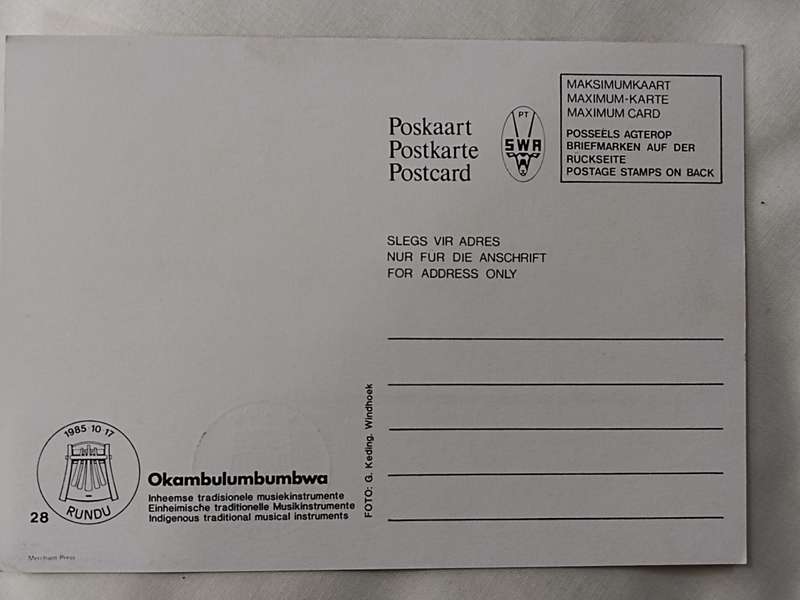 MAKSIMUMKAART
MAXIMUM-KARTE
MAXIMUM CARD
POSSEËLS AGTEROP
BRIEFMARKEN AUF DER
RÜCKSEITE
POSTAGE STAMPS ON BACK
Poskaart
Postkarte
Postcard
PT
SWA
SLEGS VIR ADRES
NUR FÜR DIE ANSCHRIFT
FOR ADDRESS ONLY
FOTO: G. Keding, Windhoek
1985 10·17
RUNDU
28
Okambulumbumbwa
Inheemse tradisionele musiekinstrumente
Einheimische traditionelle Musikinstrumente
Indigenous traditional musical instruments
Merchant Press